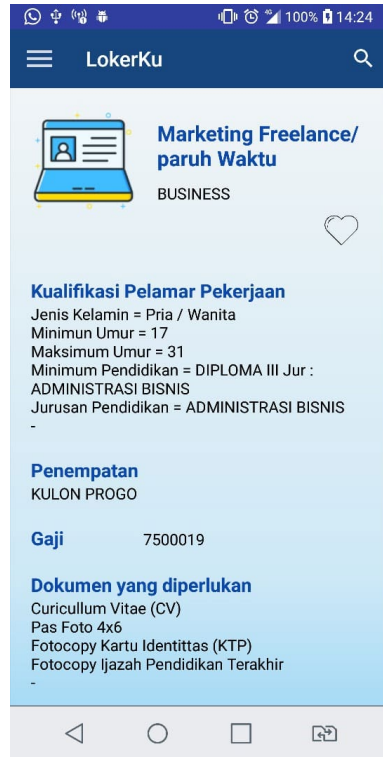 100% 14:24
LokerKu
Marketing Freelance/
paruh Waktu
BUSINESS
Kualifikasi Pelamar Pekerjaan
Jenis Kelamin = Pria / Wanita
Minimun Umur = 17
Maksimum Umur = 31
Minimum Pendidikan = DIPLOMA III Jur :
ADMINISTRASI BISNIS
Jurusan Pendidikan = ADMINISTRASI BISNIS
-
Penempatan
KULON PROGO
Gaji 7500019
Dokumen yang diperlukan
Curicullum Vitae (CV)
Pas Foto 4x6
Fotocopy Kartu Identittas (KTP)
Fotocopy Ijazah Pendidikan Terakhir
-